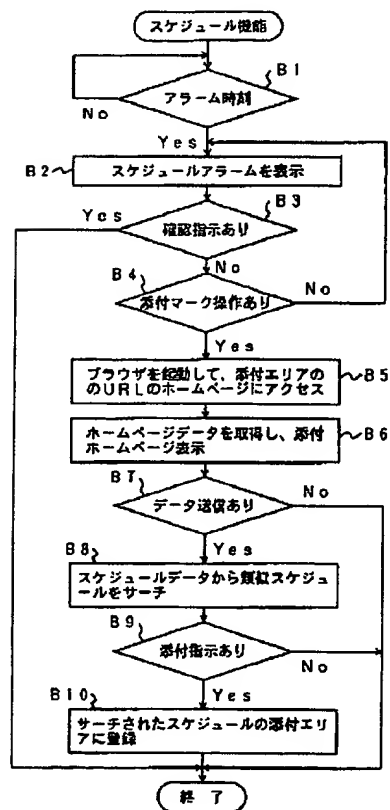 スケジュール機能
B1
アラーム時刻
No
Yes
B2
スケジュールアラームを表示
B3
Yes
確認指示あり
No
B4
添付マーク操作あり
No
Yes
ブラウザを起動して、添付エリアの
のURLのホームページにアクセス
B5
ホームページデータを取得し、添付
ホームページ表示
B6
B7
データ送信あり
No
Yes
B8
スケジュールデータから類似スケジュ
ールをサーチ
B9
添付指示あり
No
Yes
B10
サーチされたスケジュールの添付エリ
アに登録
終了